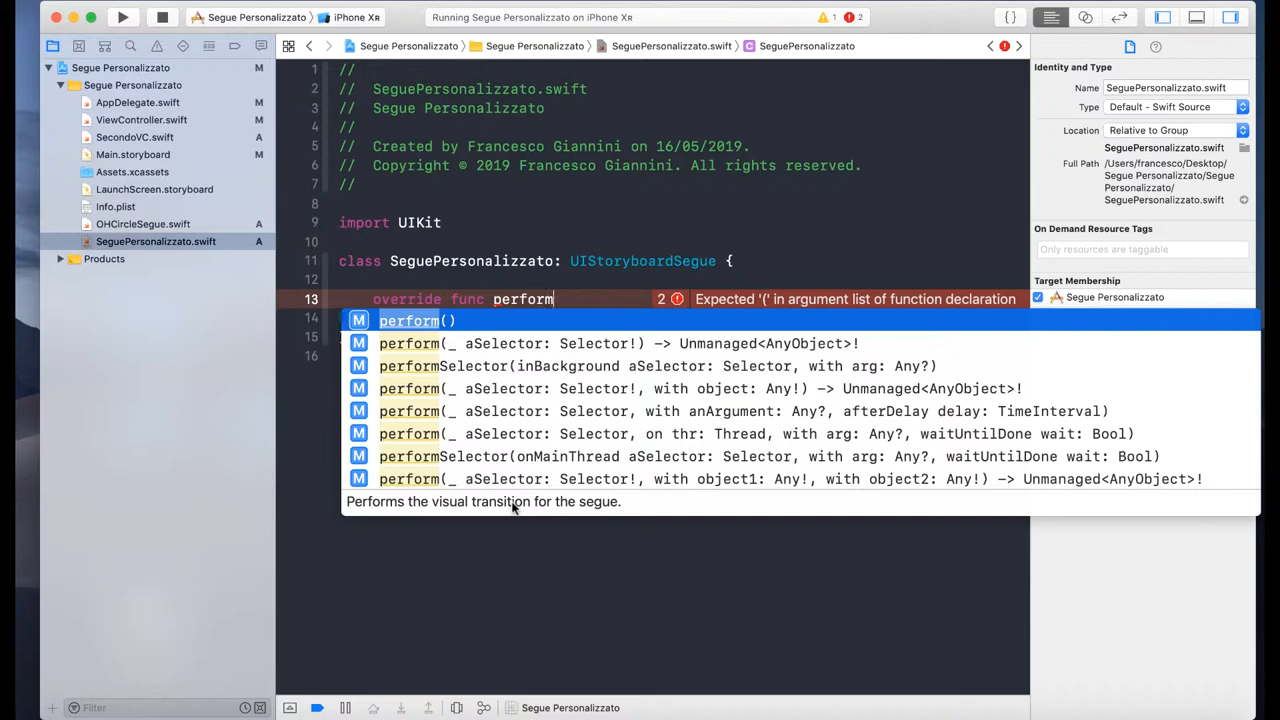 Segue Personalizzato
iPhone XR
Running Segue Personalizzato on iPhone XR
1
2
{ }
Segue Personalizzato
Segue Personalizzato
SeguePersonalizzato.swift
SeguePersonalizzato
Segue Personalizzato M
Segue Personalizzato
AppDelegate.swift M
ViewController.swift M
SecondoVC.swift A
Main.storyboard M
Assets.xcassets
LaunchScreen.storyboard
Info.plist
OHCircleSegue.swift A
SeguePersonalizzato.swift A
Products
Filter
1 //
2 // SeguePersonalizzato.swift
3 // Segue Personalizzato
4 //
5 // Created by Francesco Giannini on 16/05/2019.
6 // Copyright © 2019 Francesco Giannini. All rights reserved.
7 //
8
9 import UIKit
10
11 class SeguePersonalizzato: UIStoryboardSegue {
12
13 override func perform 2 Expected '(' in argument list of function declaration
14 M perform()
15 M perform(_ aSelector: Selector!) -> Unmanaged<AnyObject>!
16 M performSelector(inBackground aSelector: Selector, with arg: Any?)
M perform(_ aSelector: Selector!, with object: Any!) -> Unmanaged<AnyObject>!
M perform(_ aSelector: Selector, with anArgument: Any?, afterDelay delay: TimeInterval)
M perform(_ aSelector: Selector, on thr: Thread, with arg: Any?, waitUntilDone wait: Bool)
M performSelector(onMainThread aSelector: Selector, with arg: Any?, waitUntilDone wait: Bool)
M perform(_ aSelector: Selector!, with object1: Any!, with object2: Any!) -> Unmanaged<AnyObject>!
Performs the visual transition for the segue.
Segue Personalizzato
Identity and Type
Name SeguePersonalizzato.swift
Type Default - Swift Source
Location Relative to Group
SeguePersonalizzato.swift
Full Path /Users/francesco/Desktop/
Segue Personalizzato/Segue
Personalizzato/
SeguePersonalizzato.swift
On Demand Resource Tags
Only resources are taggable
Target Membership
Segue Personalizzato